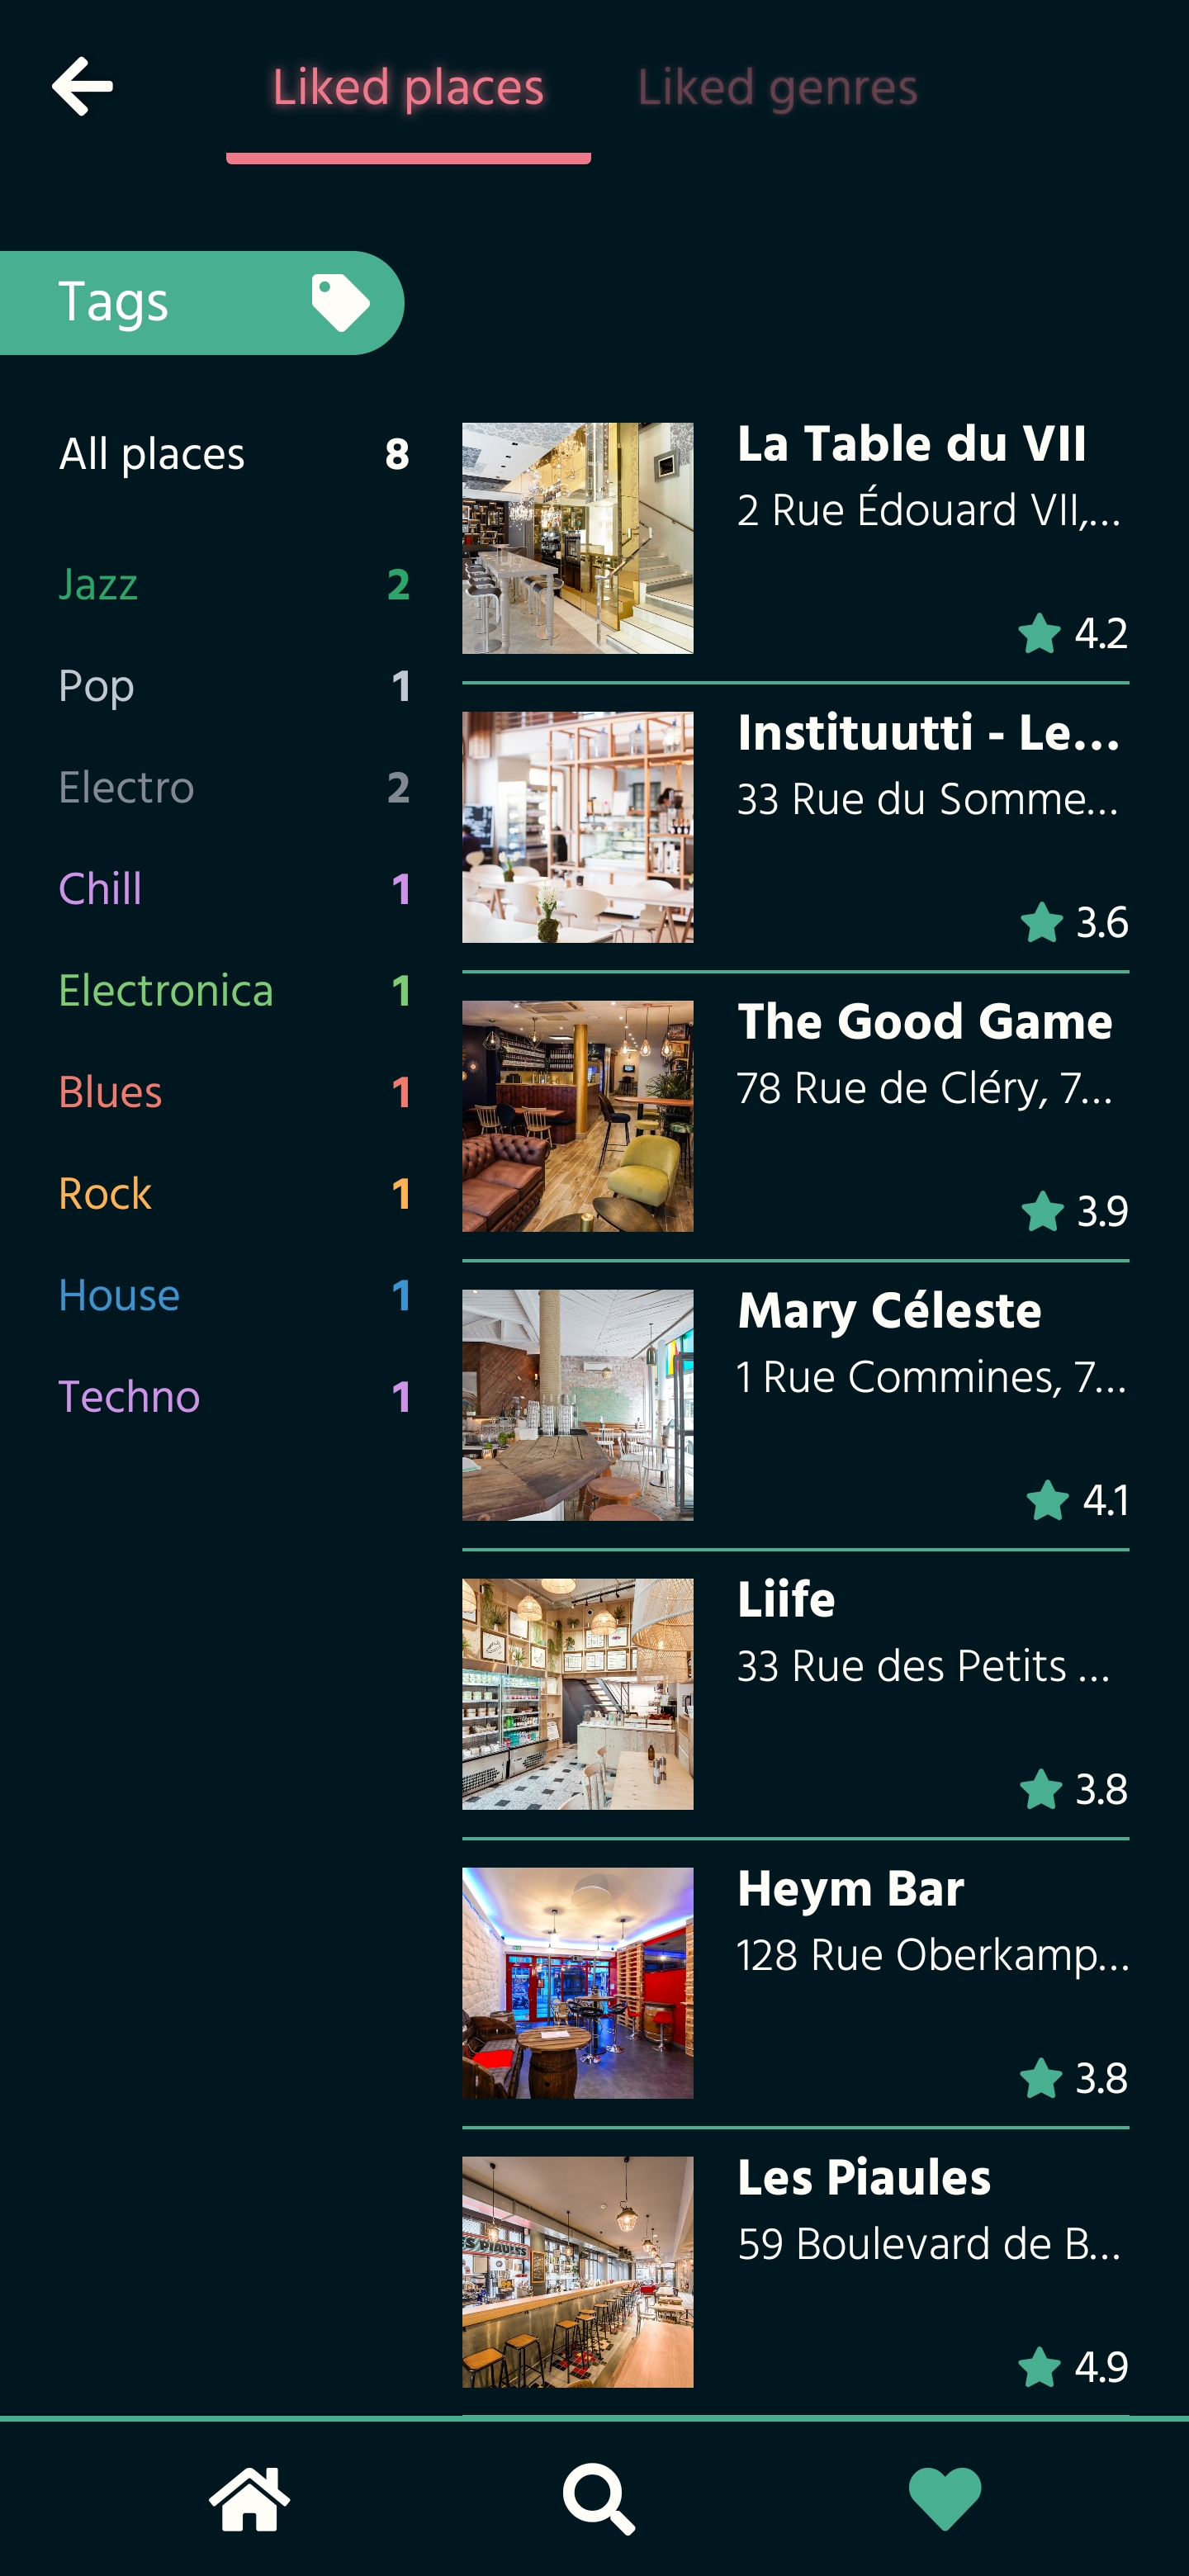 Liked places Liked genres
Tags
All places 8
Jazz 2
Pop 1
Electro 2
Chill 1
Electronica 1
Blues 1
Rock 1
House 1
Techno 1
La Table du VII
2 Rue Édouard VII,...
4.2
Instituutti - Le...
33 Rue du Somme...
3.6
The Good Game
78 Rue de Cléry, 7...
3.9
Mary Céleste
1 Rue Commines, 7...
4.1
Liife
33 Rue des Petits ...
3.8
Heym Bar
128 Rue Oberkamp...
3.8
Les Piaules
59 Boulevard de B...
4.9
ES PIAULES